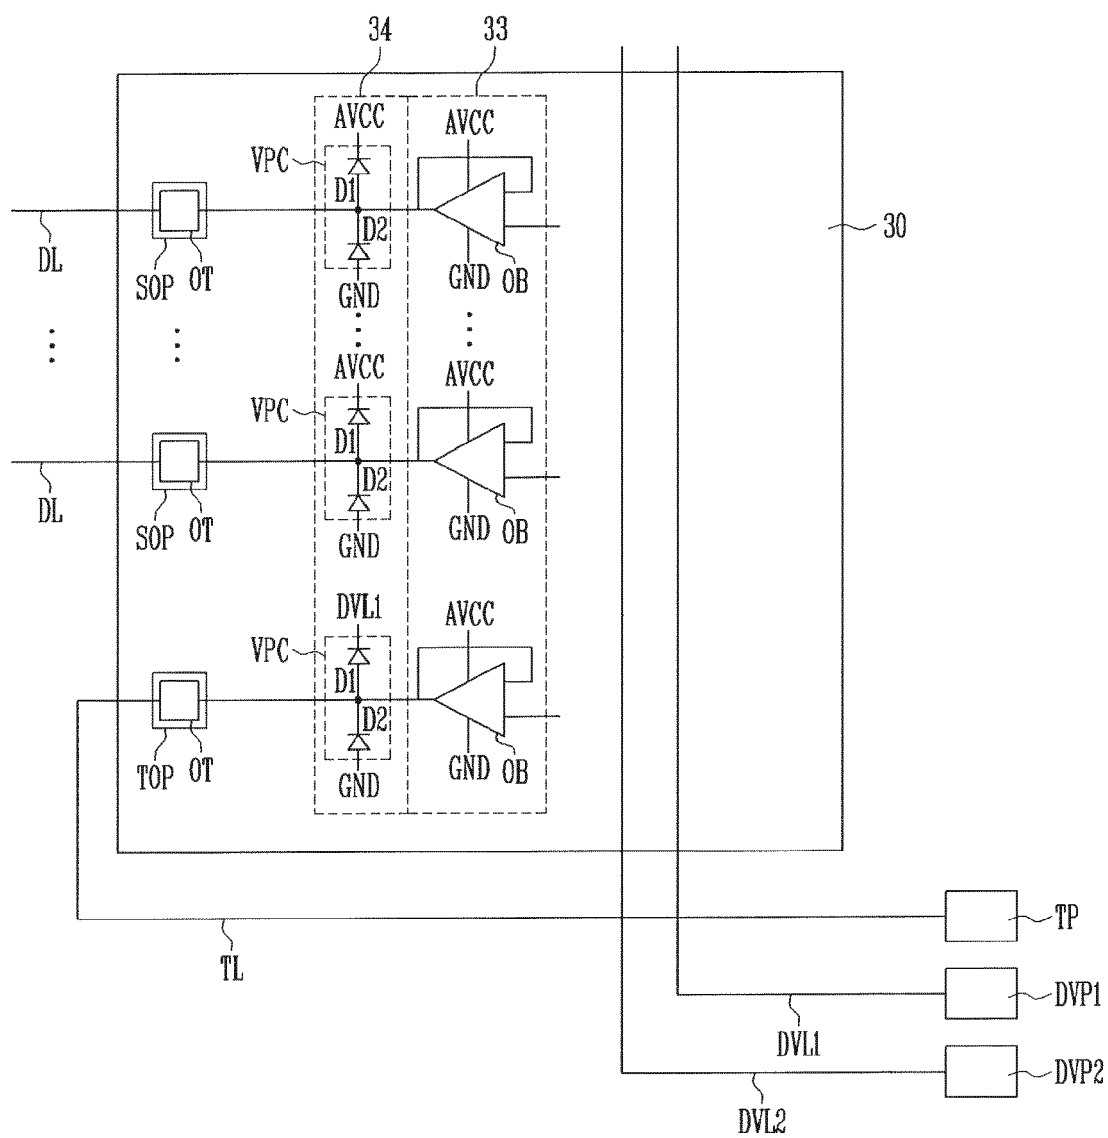 34
33
AVCC
AVCC
VPC
D1
D2
30
DL
SOP
OT
GND
GND
OB
AVCC
AVCC
VPC
D1
D2
DL
SOP
OT
GND
GND
OB
DVL1
AVCC
VPC
D1
D2
TOP
OT
GND
GND
OB
TP
TL
DVP1
DVL1
DVP2
DVL2